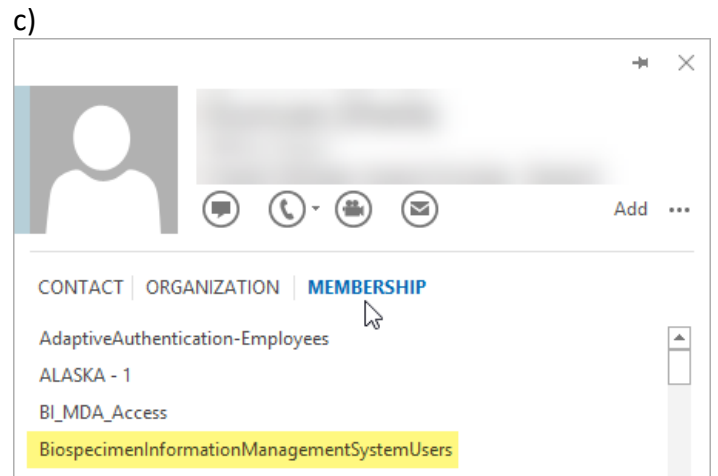 c)
Add
CONTACT ORGANIZATION MEMBERSHIP
AdaptiveAuthentication-Employees
ALASKA - 1
BI_MDA_Access
BiospecimenInformationManagementSystemUsers